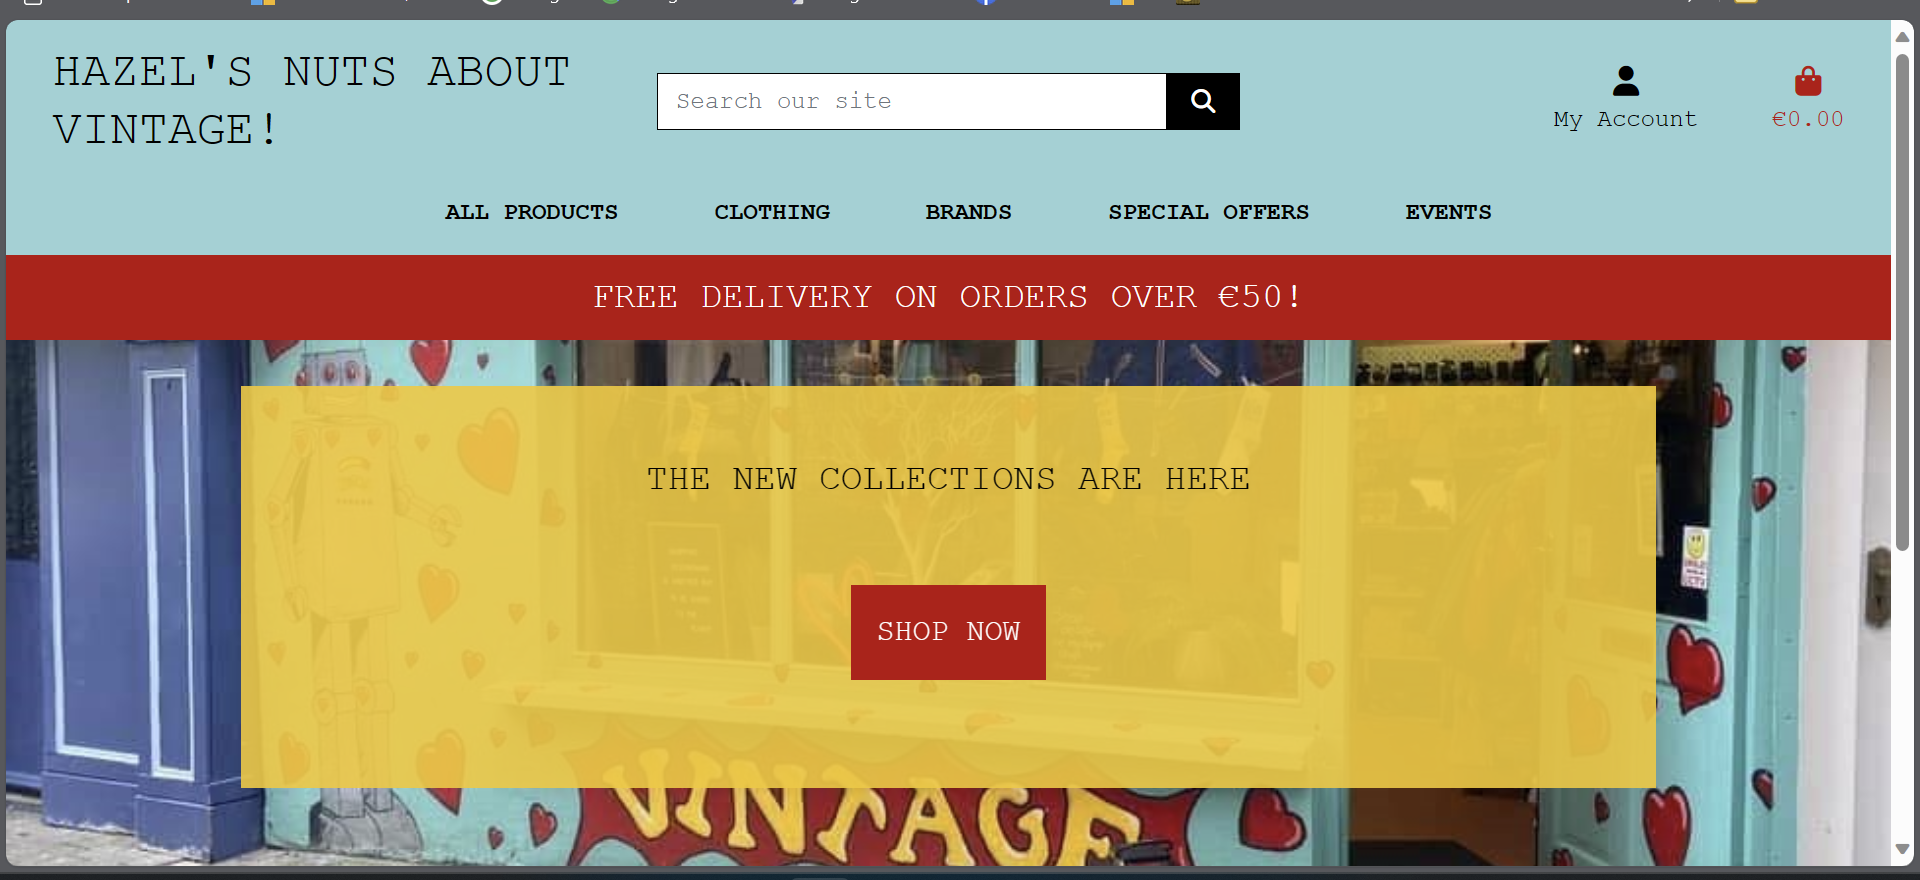 HAZEL'S NUTS ABOUT
VINTAGE!
Search our site
My Account
€0.00
ALL PRODUCTS
CLOTHING
BRANDS
SPECIAL OFFERS
EVENTS
FREE DELIVERY ON ORDERS OVER €50!
THE NEW COLLECTIONS ARE HERE
SHOP NOW
VINTAGE